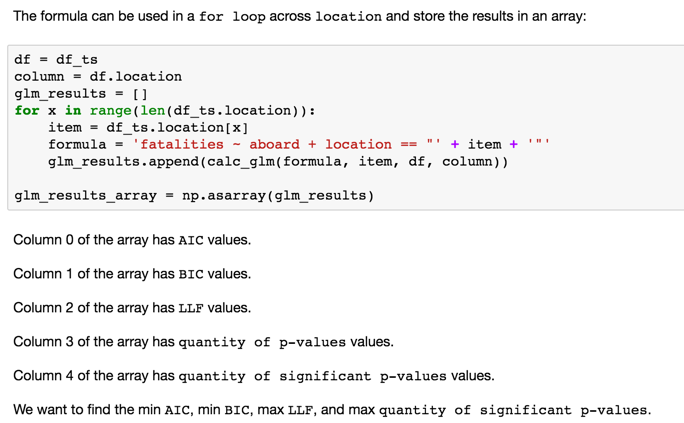 The formula can be used in a for loop across location and store the results in an array:
df = df_ts
column = df.location
glm_results = []
for x in range(len(df_ts.location)):
    item = df_ts.location[x]
    formula = 'fatalities ~ aboard + location == "' + item + '"'
    glm_results.append(calc_glm(formula, item, df, column))

glm_results_array = np.asarray(glm_results)
Column 0 of the array has AIC values.
Column 1 of the array has BIC values.
Column 2 of the array has LLF values.
Column 3 of the array has quantity of p-values values.
Column 4 of the array has quantity of significant p-values values.
We want to find the min AIC, min BIC, max LLF, and max quantity of significant p-values.